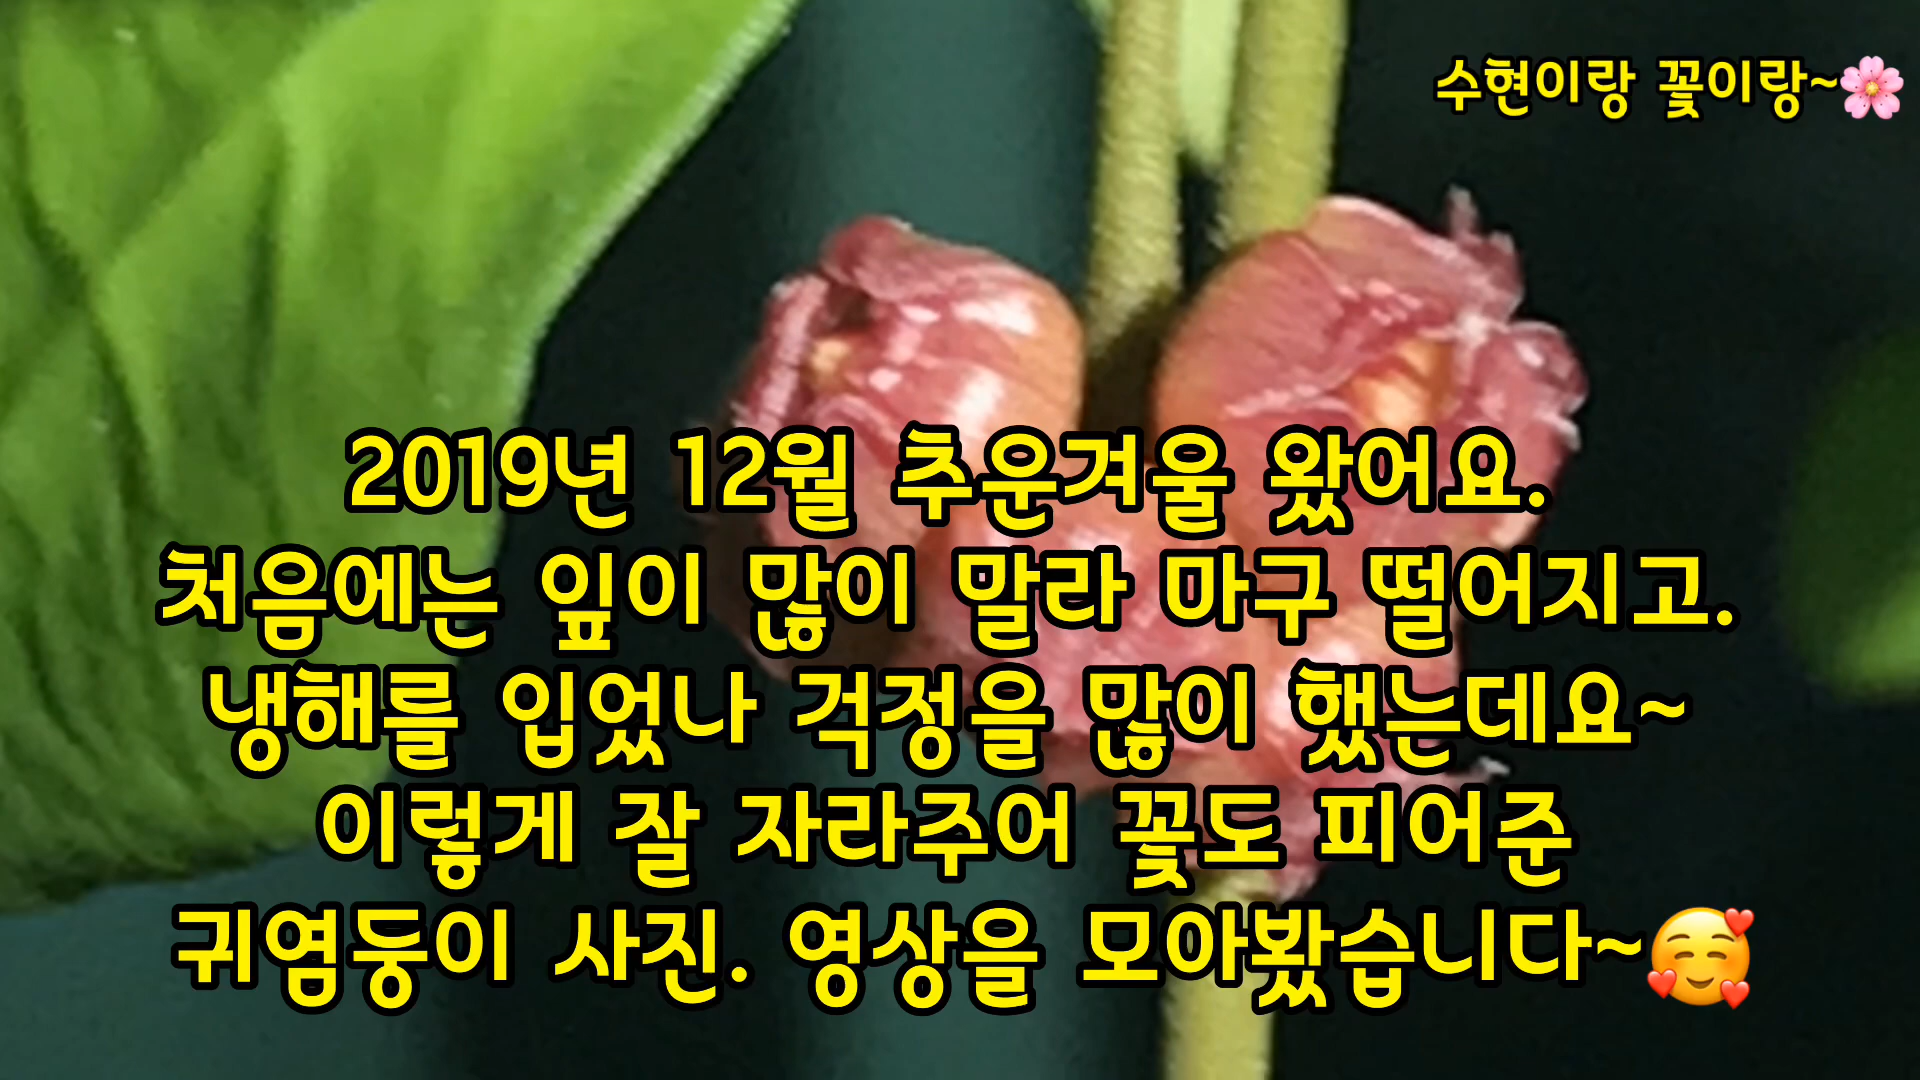 수현이랑 꽃이랑~🌸
2019년 12월 추운겨울 왔어요.
처음에는 잎이 많이 말라 마구 떨어지고.
냉해를 입었나 걱정을 많이 했는데요~
이렇게 잘 자라주어 꽃도 피어준
귀염둥이 사진. 영상을 모아봤습니다~🥰